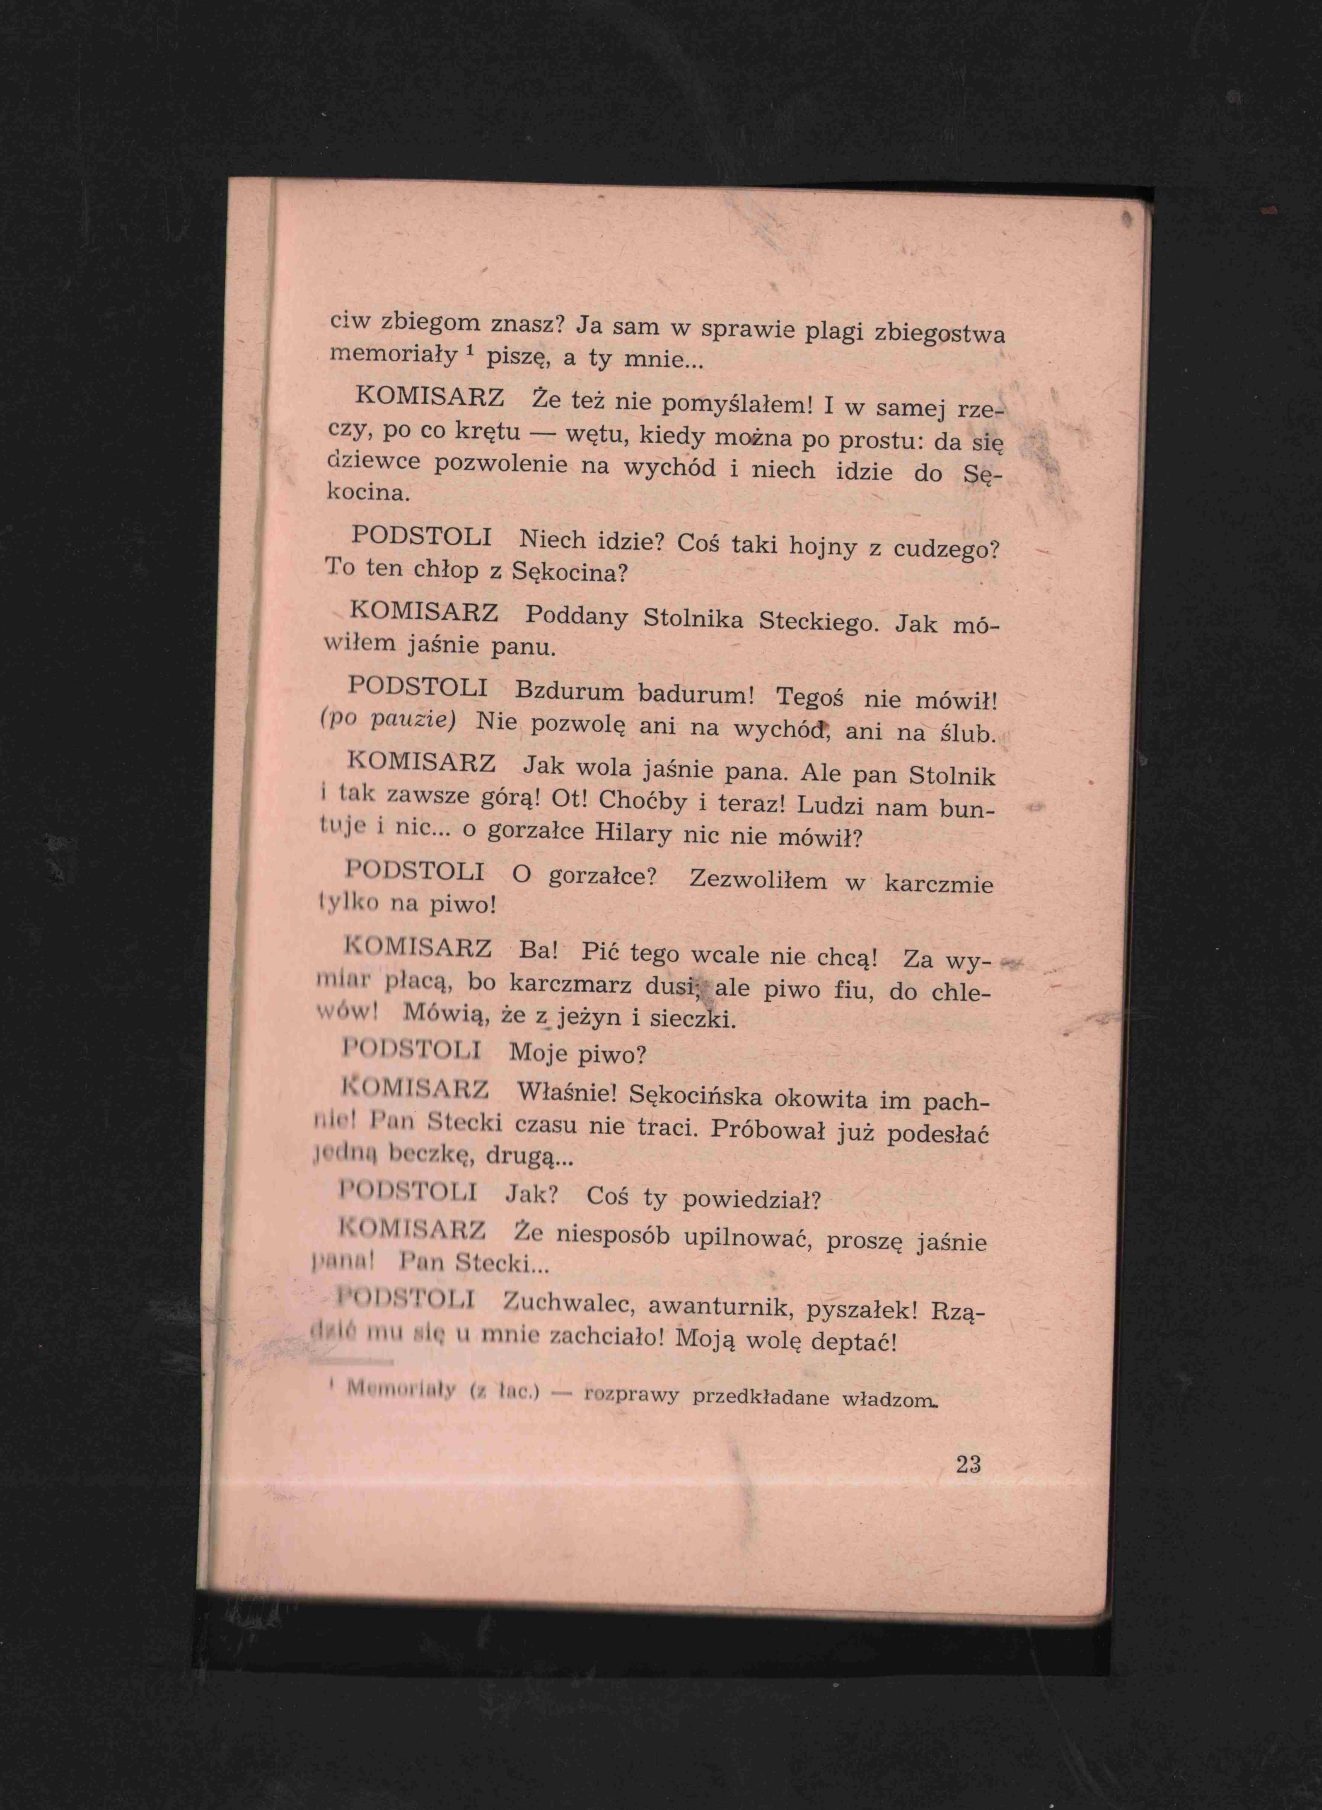 ciw zbiegom znasz? Ja sam w sprawie plagi zbiegostwa
memoriały ¹ piszę, a ty mnie...
KOMISARZ Że też nie pomyślałem! I w samej rze-
czy, po co krętu — wętu, kiedy można po prostu: da się
dziewce pozwolenie na wychód i niech idzie do Sę-
kocina.
PODSTOLI Niech idzie? Coś taki hojny z cudzego?
To ten chłop z Sękocina?
KOMISARZ Poddany Stolnika Steckiego. Jak mó-
wiłem jaśnie panu.
PODSTOLI Bzdurum badurum! Tegoś nie mówił!
(po pauzie) Nie pozwolę ani na wychód, ani na ślub.
KOMISARZ Jak wola jaśnie pana. Ale pan Stolnik
i tak zawsze górą! Ot! Choćby i teraz! Ludzi nam bun-
tuje i nic... o gorzałce Hilary nic nie mówił?
PODSTOLI O gorzałce? Zezwoliłem w karczmie
tylko na piwo!
KOMISARZ Ba! Pić tego wcale nie chcą! Za wy-
miar płacą, bo karczmarz dusi, ale piwo fiu, do chle-
wów! Mówią, że z jeżyn i sieczki.
PODSTOLI Moje piwo?
KOMISARZ Właśnie! Sękocińska okowita im pach-
nie! Pan Stecki czasu nie traci. Próbował już podesłać
jedną beczkę, drugą...
PODSTOLI Jak? Coś ty powiedział?
KOMISARZ Że niesposób upilnować, proszę jaśnie
pana! Pan Stecki...
PODSTOLI Zuchwalec, awanturnik, pyszałek! Rzą-
dzić mu się u mnie zachciało! Moją wolę deptać!
¹ Memoriały (z łac.) — rozprawy przedkładane władzom.
23